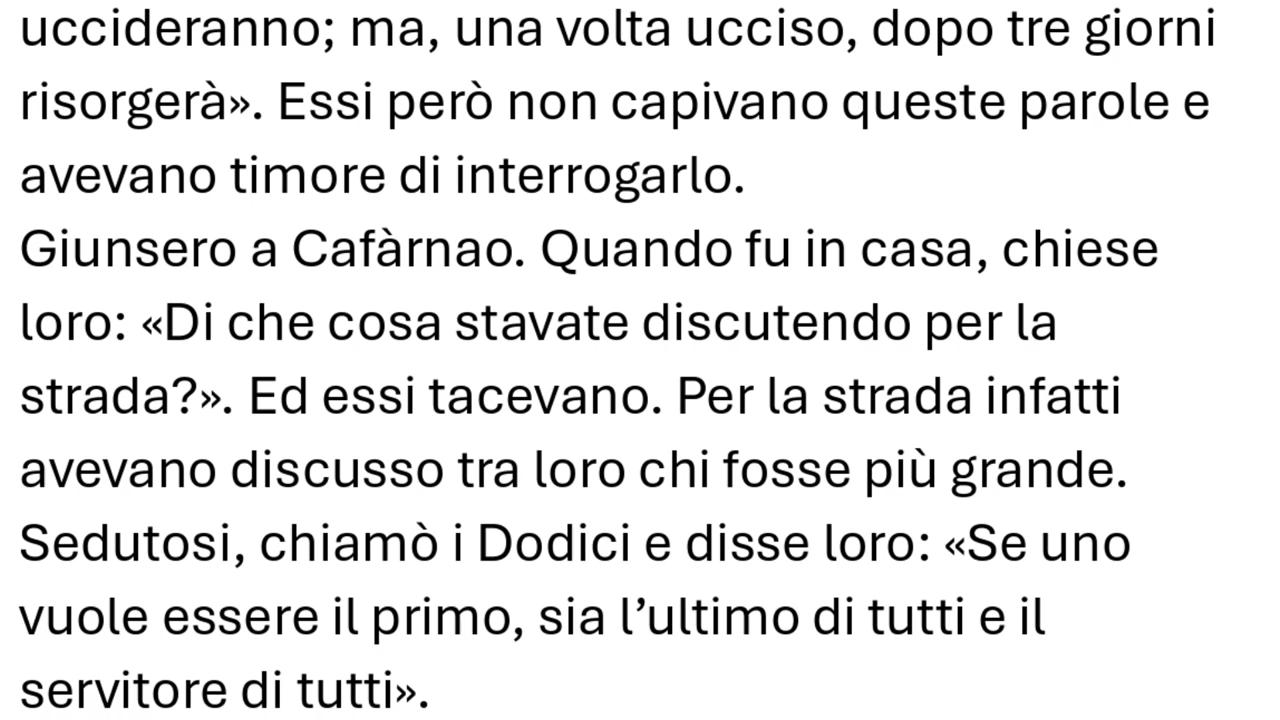 uccideranno; ma, una volta ucciso, dopo tre giorni
risorgerà». Essi però non capivano queste parole e
avevano timore di interrogarlo.
Giunsero a Cafàrnao. Quando fu in casa, chiese
loro: «Di che cosa stavate discutendo per la
strada?». Ed essi tacevano. Per la strada infatti
avevano discusso tra loro chi fosse più grande.
Sedutosi, chiamò i Dodici e disse loro: «Se uno
vuole essere il primo, sia l’ultimo di tutti e il
servitore di tutti».